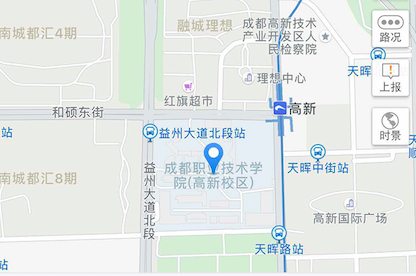 融城理想
成都高新技术
产业开发区人
民检察院
路况
南城都汇4期
天晖
理想中心
上报
红旗超市
和硕东街
高新
时景
站
益州大道北段站
天晖中街站
成都职业技术学
院(高新校区)
南城都汇8期
益州大道北段
高新国际广场
天晖路站